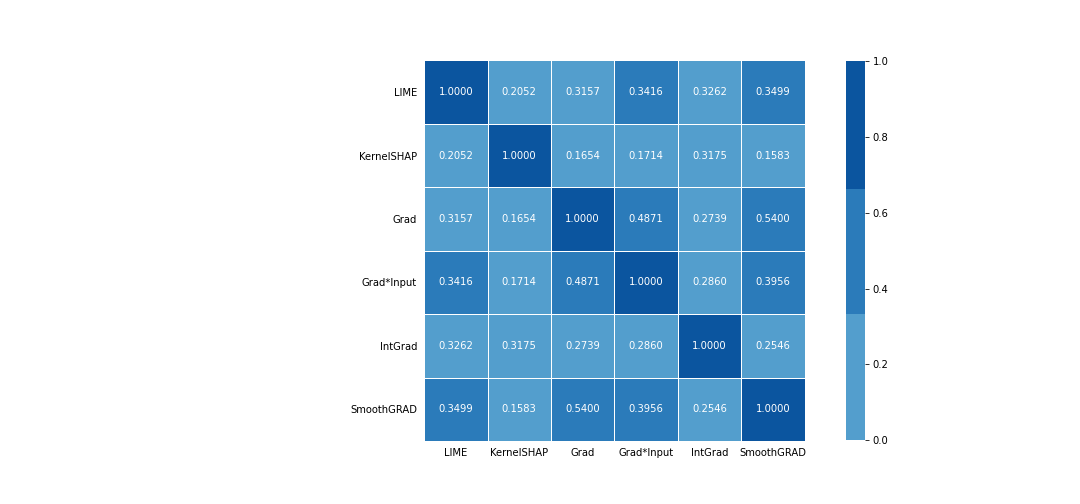 LIME 1.0000 0.2052 0.3157 0.3416 0.3262 0.3499
KernelSHAP 0.2052 1.0000 0.1654 0.1714 0.3175 0.1583
Grad 0.3157 0.1654 1.0000 0.4871 0.2739 0.5400
Grad*Input 0.3416 0.1714 0.4871 1.0000 0.2860 0.3956
IntGrad 0.3262 0.3175 0.2739 0.2860 1.0000 0.2546
SmoothGRAD 0.3499 0.1583 0.5400 0.3956 0.2546 1.0000
LIME KernelSHAP Grad Grad*Input IntGrad SmoothGRAD
1.0
0.8
0.6
0.4
0.2
0.0